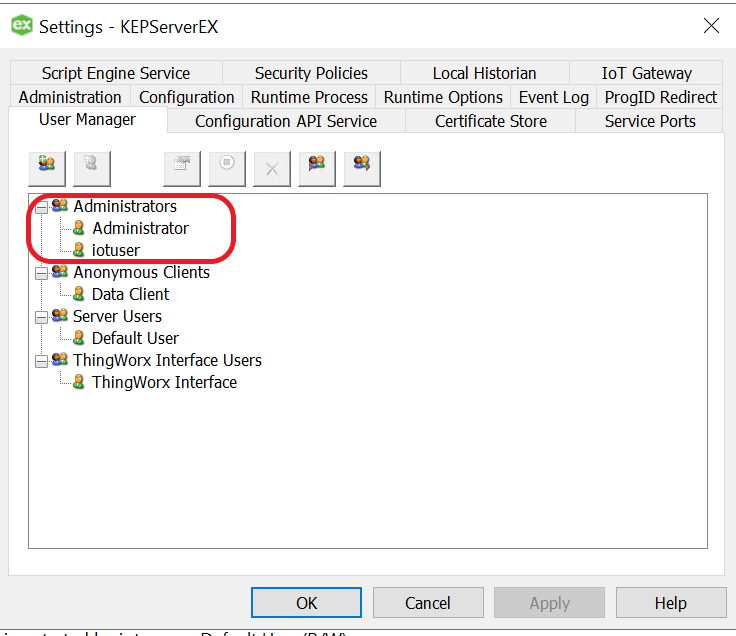 ex Settings - KEPServerEX
Script Engine Service Security Policies Local Historian IoT Gateway
Administration Configuration Runtime Process Runtime Options Event Log ProgID Redirect
User Manager Configuration API Service Certificate Store Service Ports
Administrators
Administrator
iotuser
Anonymous Clients
Data Client
Server Users
Default User
ThingWorx Interface Users
ThingWorx Interface
OK Cancel Apply Help
Default User (R/W)